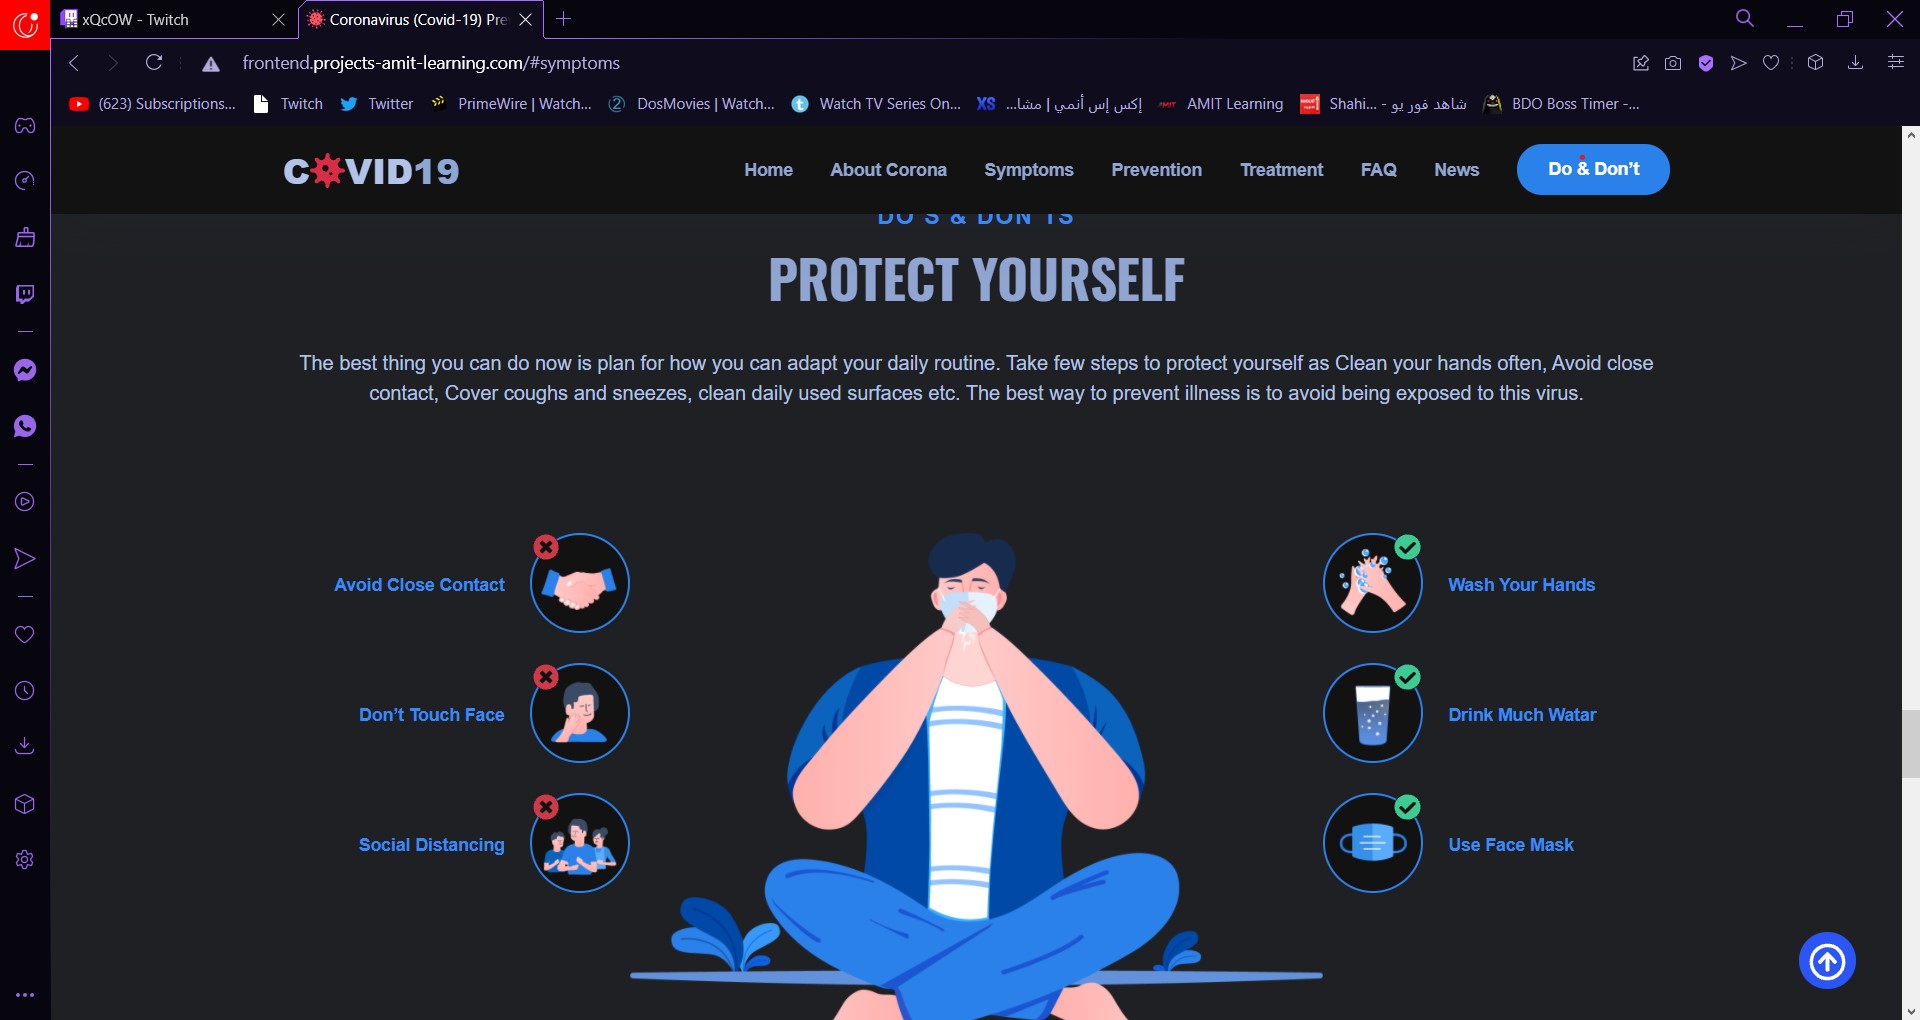 xQcOW - Twitch
Coronavirus (Covid-19) Pre
frontend.projects-amit-learning.com/#symptoms
(623) Subscriptions... Twitch Twitter PrimeWire | Watch... DosMovies | Watch... Watch TV Series On... XS إكس إس أنمي | مشا... AMIT AMIT Learning Shahi... - شاهد فور يو BDO Boss Timer -...
COVID19
Home About Corona Symptoms Prevention Treatment FAQ News Do & Don’t
DO'S & DON'TS
PROTECT YOURSELF
The best thing you can do now is plan for how you can adapt your daily routine. Take few steps to protect yourself as Clean your hands often, Avoid close
contact, Cover coughs and sneezes, clean daily used surfaces etc. The best way to prevent illness is to avoid being exposed to this virus.
Avoid Close Contact
Wash Your Hands
Don’t Touch Face
Drink Much Watar
Social Distancing
Use Face Mask